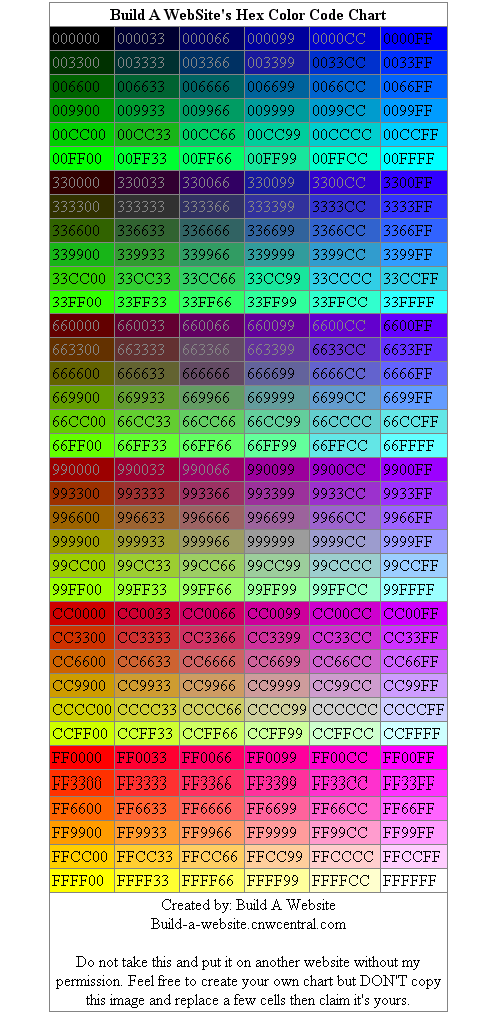 Build A WebSite's Hex Color Code Chart
000000 000033 000066 000099 0000CC 0000FF
003300 003333 003366 003399 0033CC 0033FF
006600 006633 006666 006699 0066CC 0066FF
009900 009933 009966 009999 0099CC 0099FF
00CC00 00CC33 00CC66 00CC99 00CCCC 00CCFF
00FF00 00FF33 00FF66 00FF99 00FFCC 00FFFF
330000 330033 330066 330099 3300CC 3300FF
333300 333333 333366 333399 3333CC 3333FF
336600 336633 336666 336699 3366CC 3366FF
339900 339933 339966 339999 3399CC 3399FF
33CC00 33CC33 33CC66 33CC99 33CCCC 33CCFF
33FF00 33FF33 33FF66 33FF99 33FFCC 33FFFF
660000 660033 660066 660099 6600CC 6600FF
663300 663333 663366 663399 6633CC 6633FF
666600 666633 666666 666699 6666CC 6666FF
669900 669933 669966 669999 6699CC 6699FF
66CC00 66CC33 66CC66 66CC99 66CCCC 66CCFF
66FF00 66FF33 66FF66 66FF99 66FFCC 66FFFF
990000 990033 990066 990099 9900CC 9900FF
993300 993333 993366 993399 9933CC 9933FF
996600 996633 996666 996699 9966CC 9966FF
999900 999933 999966 999999 9999CC 9999FF
99CC00 99CC33 99CC66 99CC99 99CCCC 99CCFF
99FF00 99FF33 99FF66 99FF99 99FFCC 99FFFF
CC0000 CC0033 CC0066 CC0099 CC00CC CC00FF
CC3300 CC3333 CC3366 CC3399 CC33CC CC33FF
CC6600 CC6633 CC6666 CC6699 CC66CC CC66FF
CC9900 CC9933 CC9966 CC9999 CC99CC CC99FF
CCCC00 CCCC33 CCCC66 CCCC99 CCCCCC CCCCFF
CCFF00 CCFF33 CCFF66 CCFF99 CCFFCC CCFFFF
FF0000 FF0033 FF0066 FF0099 FF00CC FF00FF
FF3300 FF3333 FF3366 FF3399 FF33CC FF33FF
FF6600 FF6633 FF6666 FF6699 FF66CC FF66FF
FF9900 FF9933 FF9966 FF9999 FF99CC FF99FF
FFCC00 FFCC33 FFCC66 FFCC99 FFCCCC FFCCFF
FFFF00 FFFF33 FFFF66 FFFF99 FFFFCC FFFFFF
Created by: Build A Website
Build-a-website.cnwcentral.com
Do not take this and put it on another website without my
permission. Feel free to create your own chart but DON'T copy
this image and replace a few cells then claim it's yours.